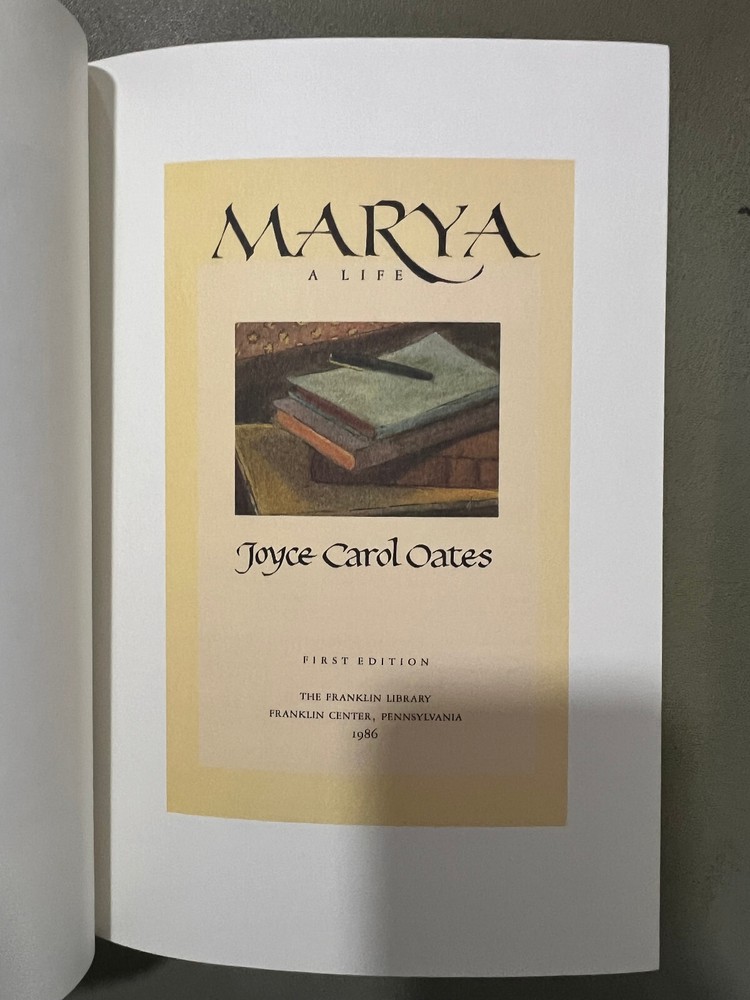 MARYA
A LIFE
Joyce Carol Oates
FIRST EDITION
THE FRANKLIN LIBRARY
FRANKLIN CENTER, PENNSYLVANIA
1986